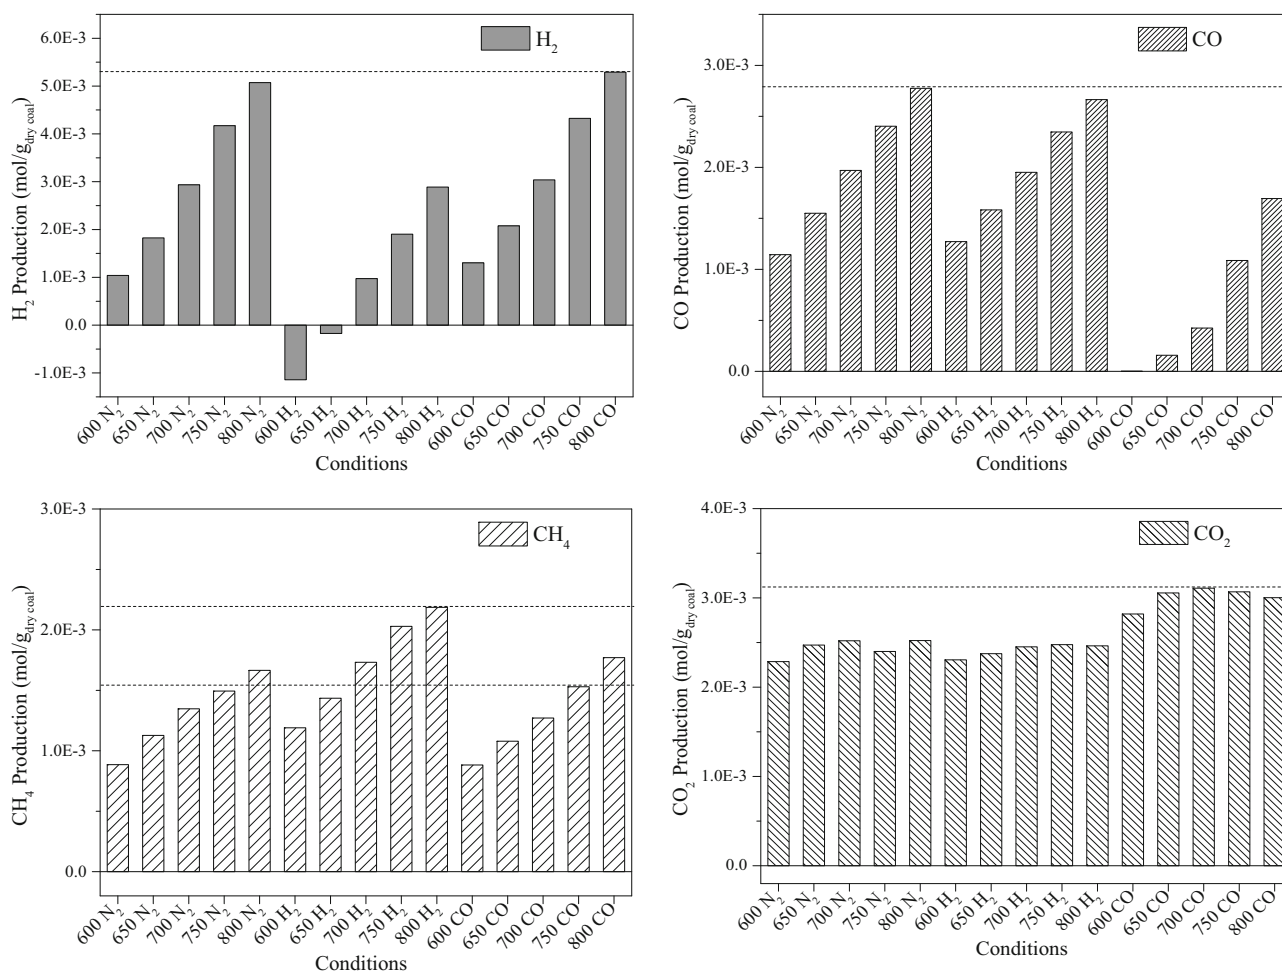 H₂
H₂ Production (mol/g dry coal)
6.0E-3
5.0E-3
4.0E-3
3.0E-3
2.0E-3
1.0E-3
0.0
-1.0E-3
600 N₂
650 N₂
700 N₂
750 N₂
800 N₂
600 H₂
650 H₂
700 H₂
750 H₂
800 H₂
600 CO
650 CO
700 CO
750 CO
800 CO
Conditions
CO
CO Production (mol/g dry coal)
3.0E-3
2.0E-3
1.0E-3
0.0
600 N₂
650 N₂
700 N₂
750 N₂
800 N₂
600 H₂
650 H₂
700 H₂
750 H₂
800 H₂
600 CO
650 CO
700 CO
750 CO
800 CO
Conditions
CH₄
CH₄ Production (mol/g dry coal)
3.0E-3
2.0E-3
1.0E-3
0.0
600 N₂
650 N₂
700 N₂
750 N₂
800 N₂
600 H₂
650 H₂
700 H₂
750 H₂
800 H₂
600 CO
650 CO
700 CO
750 CO
800 CO
Conditions
CO₂
CO₂ Production (mol/g dry coal)
4.0E-3
3.0E-3
2.0E-3
1.0E-3
0.0
600 N₂
650 N₂
700 N₂
750 N₂
800 N₂
600 H₂
650 H₂
700 H₂
750 H₂
800 H₂
600 CO
650 CO
700 CO
750 CO
800 CO
Conditions